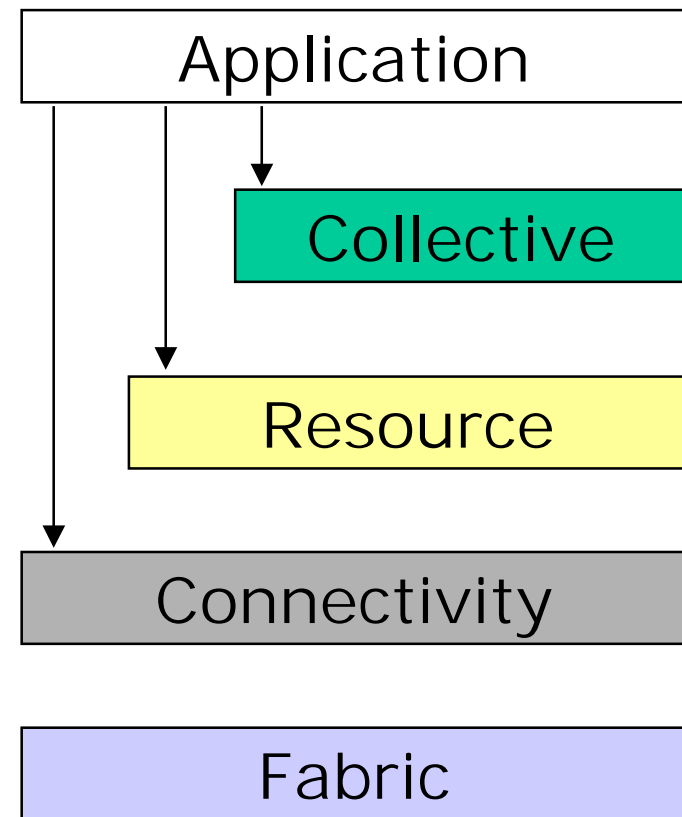 Application
Collective
Resource
Connectivity
Fabric